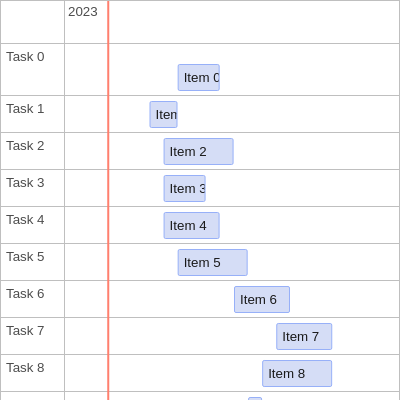 2023
Task 0
Item 0
Task 1
Item
Task 2
Item 2
Task 3
Item 3
Task 4
Item 4
Task 5
Item 5
Task 6
Item 6
Task 7
Item 7
Task 8
Item 8